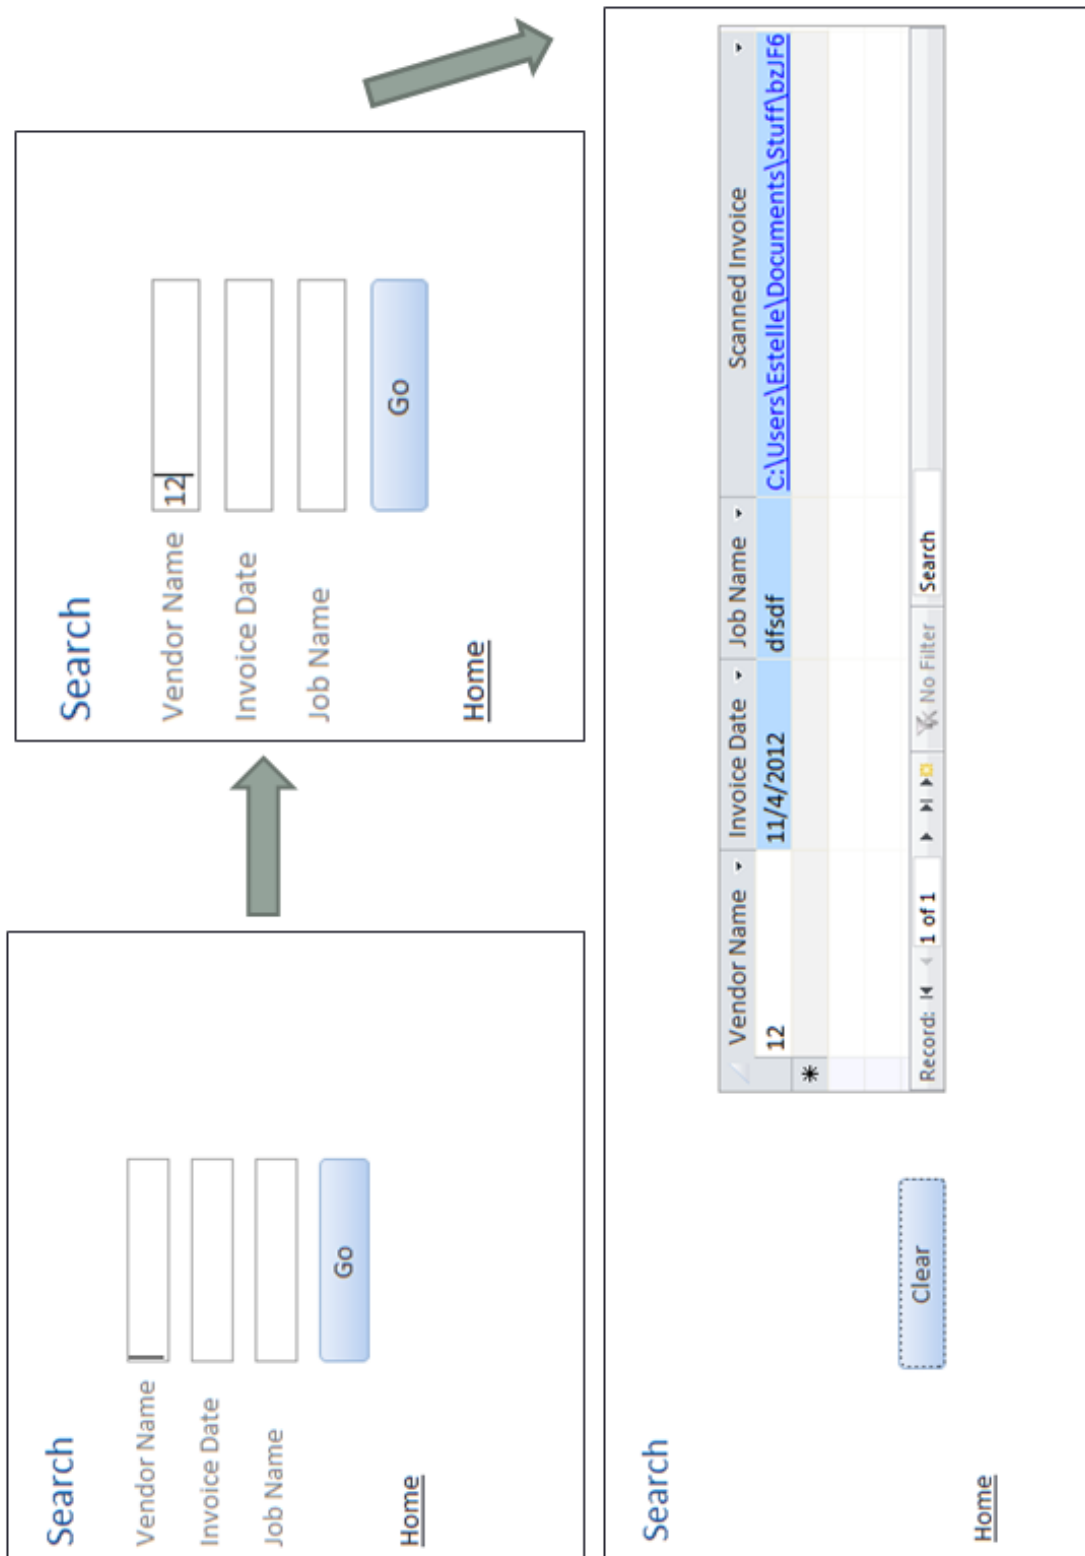 Search
Vendor Name
Invoice Date
Job Name
Go
Home
Search
Vendor Name 12
Invoice Date
Job Name
Go
Home
Search
Vendor Name Invoice Date Job Name Scanned Invoice
12 11/4/2012 dfsdf C:\Users\Estelle\Documents\Stuff\bzJF6
*
Record: 1 of 1 No Filter Search
Clear
Home